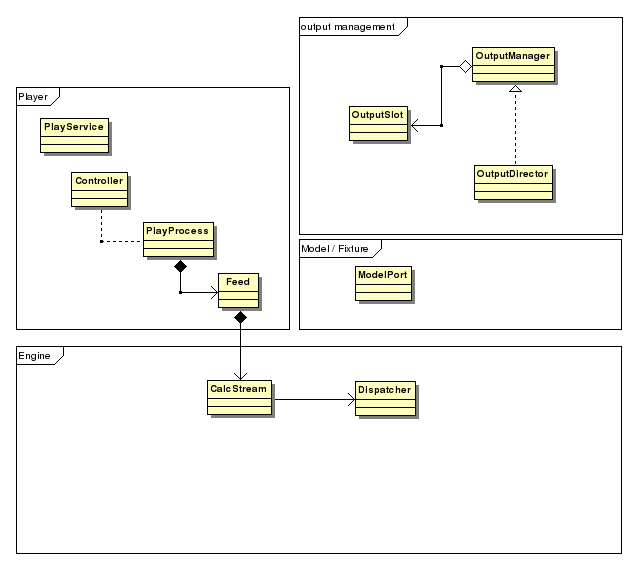 output management
OutputManager
OutputSlot
OutputDirector
Player
PlayService
Controller
PlayProcess
Feed
Model / Fixture
ModelPort
Engine
CalcStream
Dispatcher